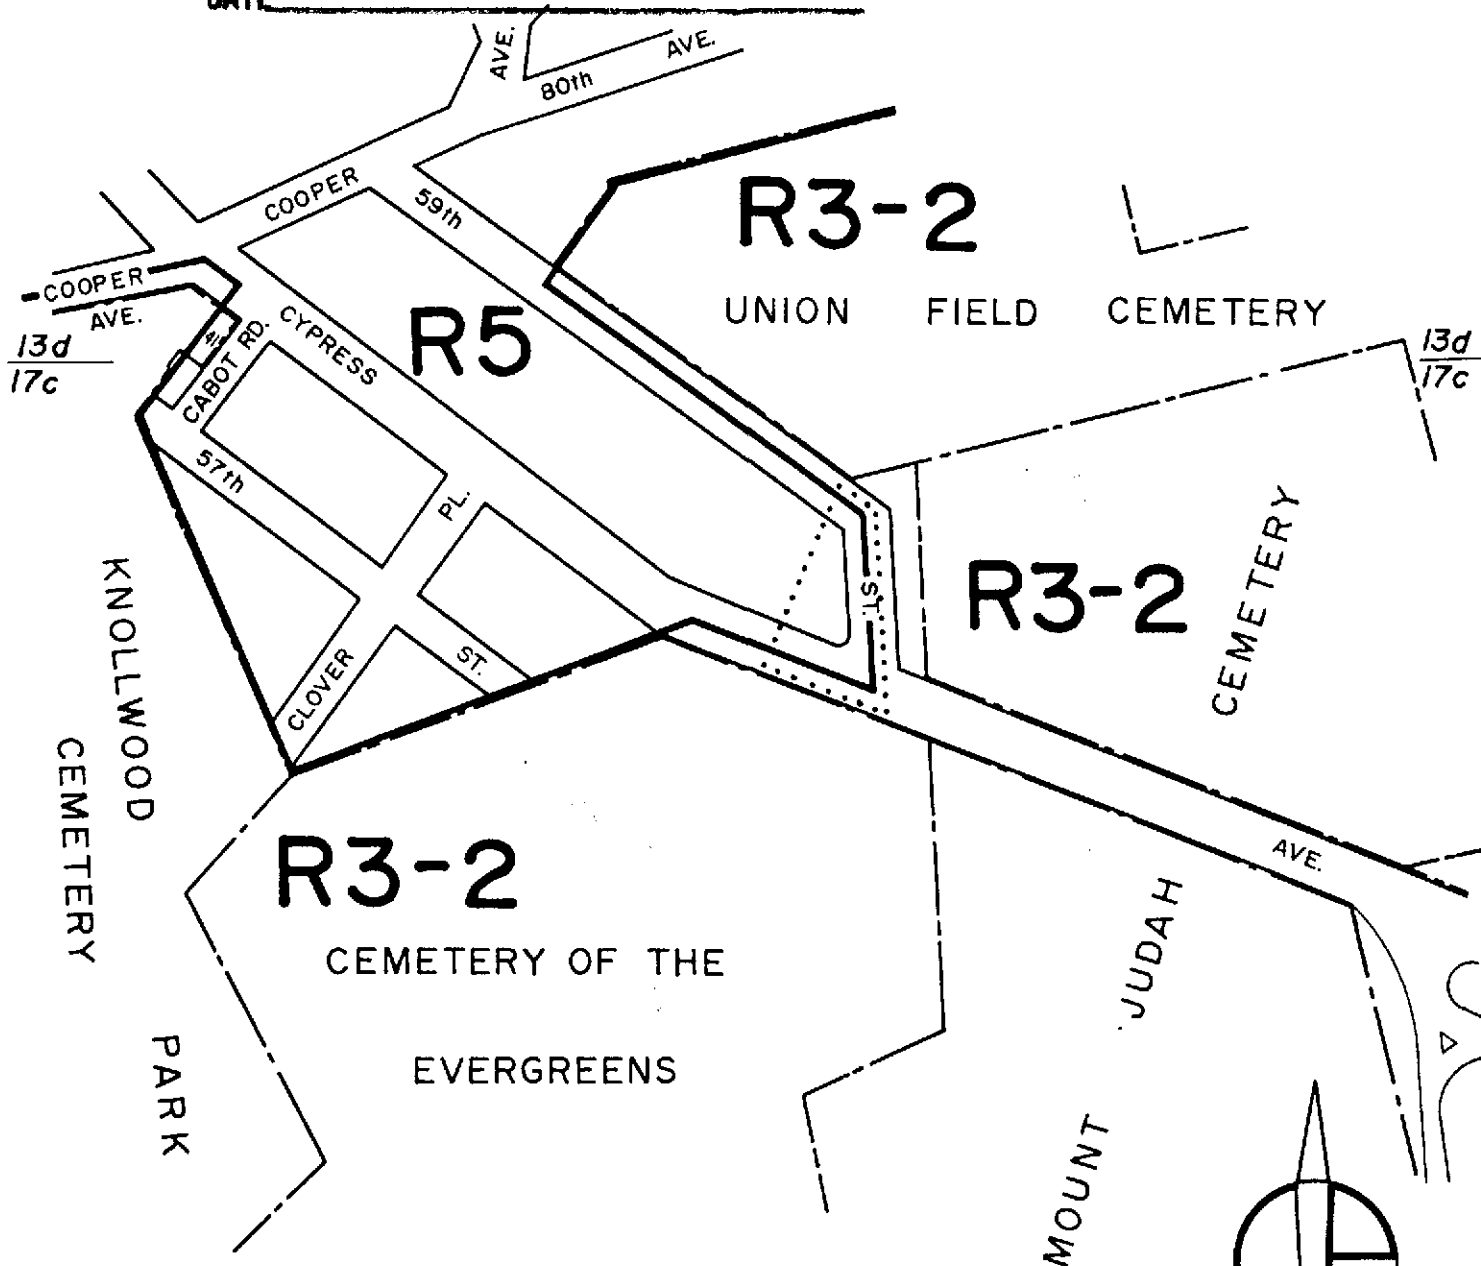 DATE
AVE.
80th AVE.
COOPER
59th
R3-2
COOPER
AVE.
UNION FIELD CEMETERY
CYPRESS
R5
13d
17c
13d
17c
CABOT RD.
57th
PL.
ST.
R3-2
CEMETERY
KNOLLWOOD
CEMETERY
PARK
CLOVER
ST.
R3-2
CEMETERY OF THE
EVERGREENS
AVE.
MOUNT JUDAH